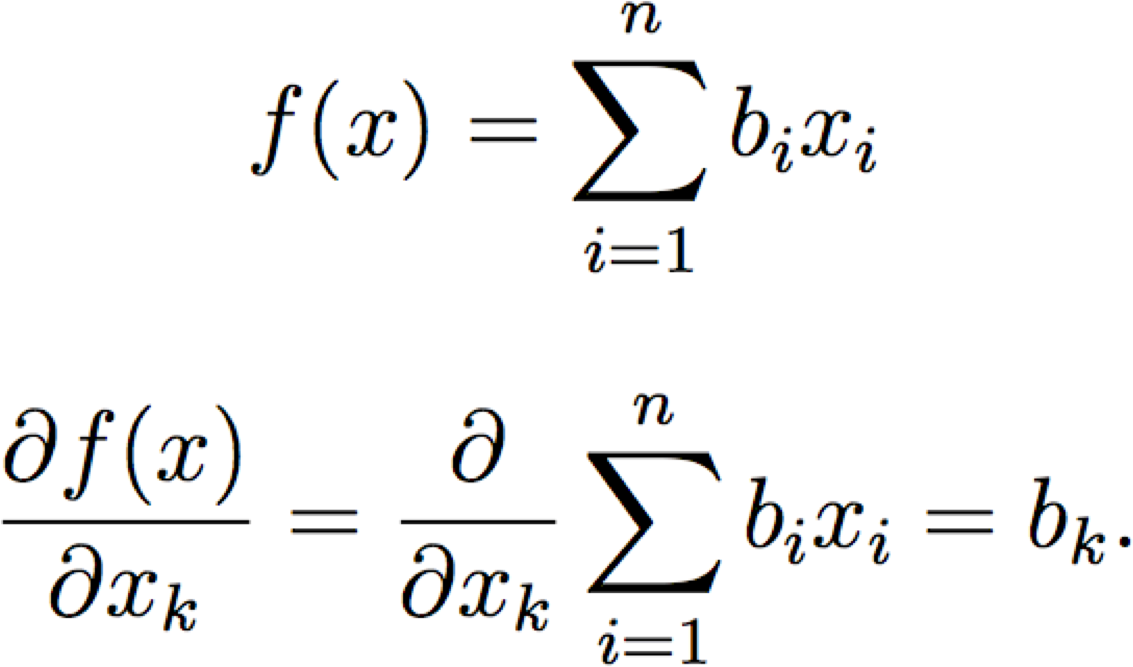 f(x) = \sum_{i=1}^{n} b_i x_i
\frac{\partial f(x)}{\partial x_k} = \frac{\partial}{\partial x_k} \sum_{i=1}^{n} b_i x_i = b_k.